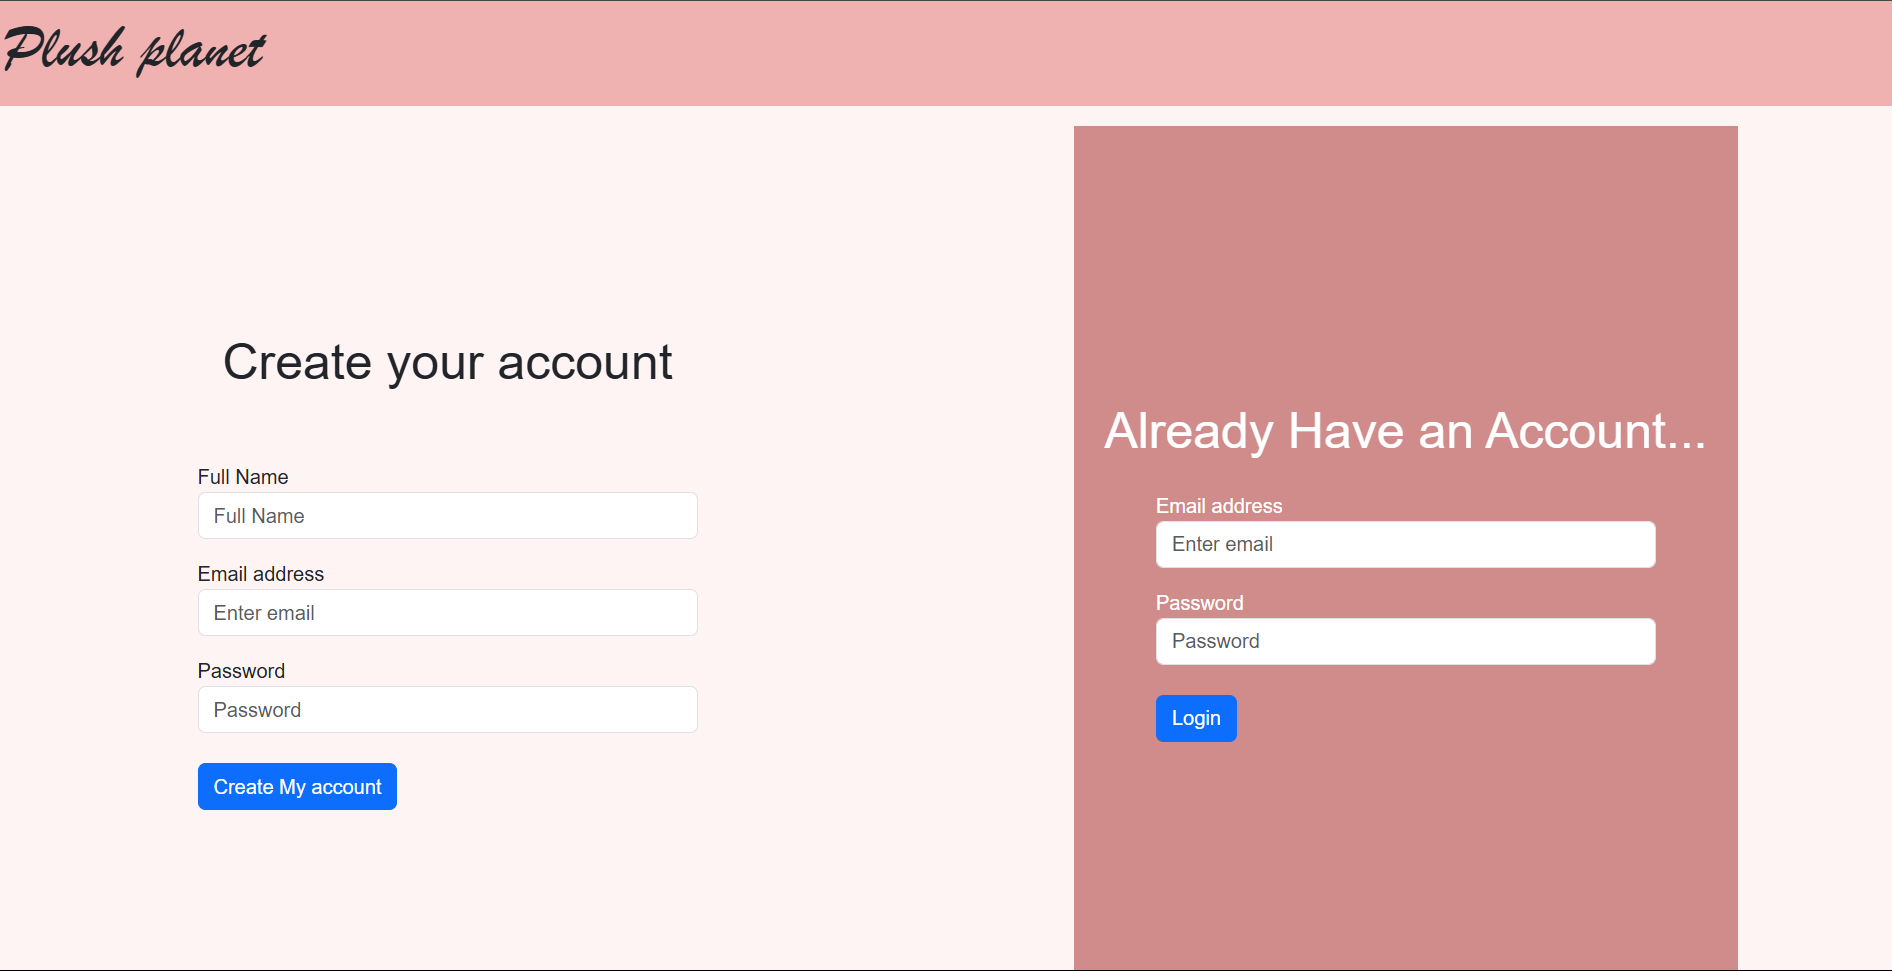 Plush planet
Create your account
Full Name
Full Name
Email address
Enter email
Password
Password
Create My account
Already Have an Account...
Email address
Enter email
Password
Password
Login